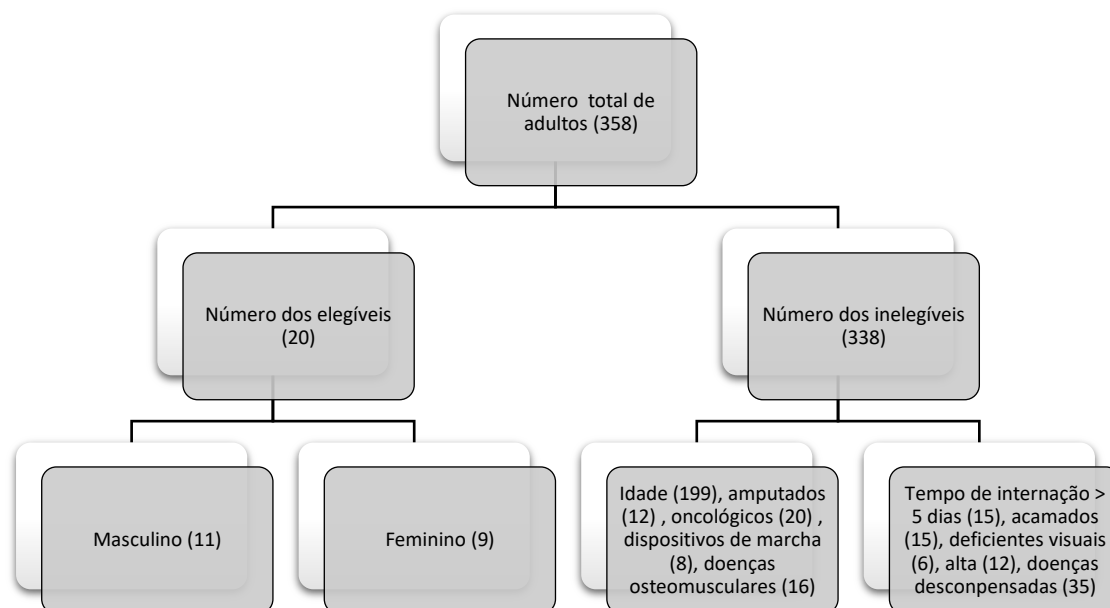 Número total de
adultos (358)
Número dos elegíveis
(20)
Número dos inelegíveis
(338)
Masculino (11)
Feminino (9)
Idade (199), amputados
(12) , oncológicos (20) ,
dispositivos de marcha
(8), doenças
osteomusculares (16)
Tempo de internação >
5 dias (15), acamados
(15), deficientes visuais
(6), alta (12), doenças
desconpensadas (35)